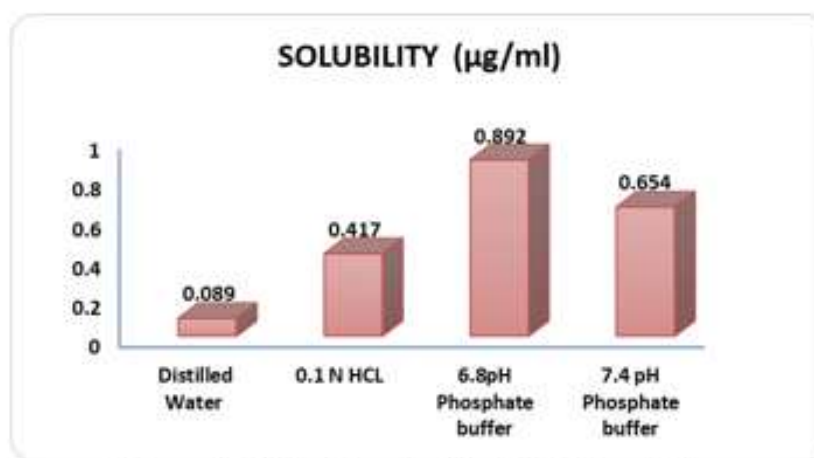 SOLUBILITY (µg/ml)
1
0.8
0.6
0.4
0.2
0
0.089
0.417
0.892
0.654
Distilled
Water
0.1 N HCL
6.8pH
Phosphate
buffer
7.4 pH
Phosphate
buffer